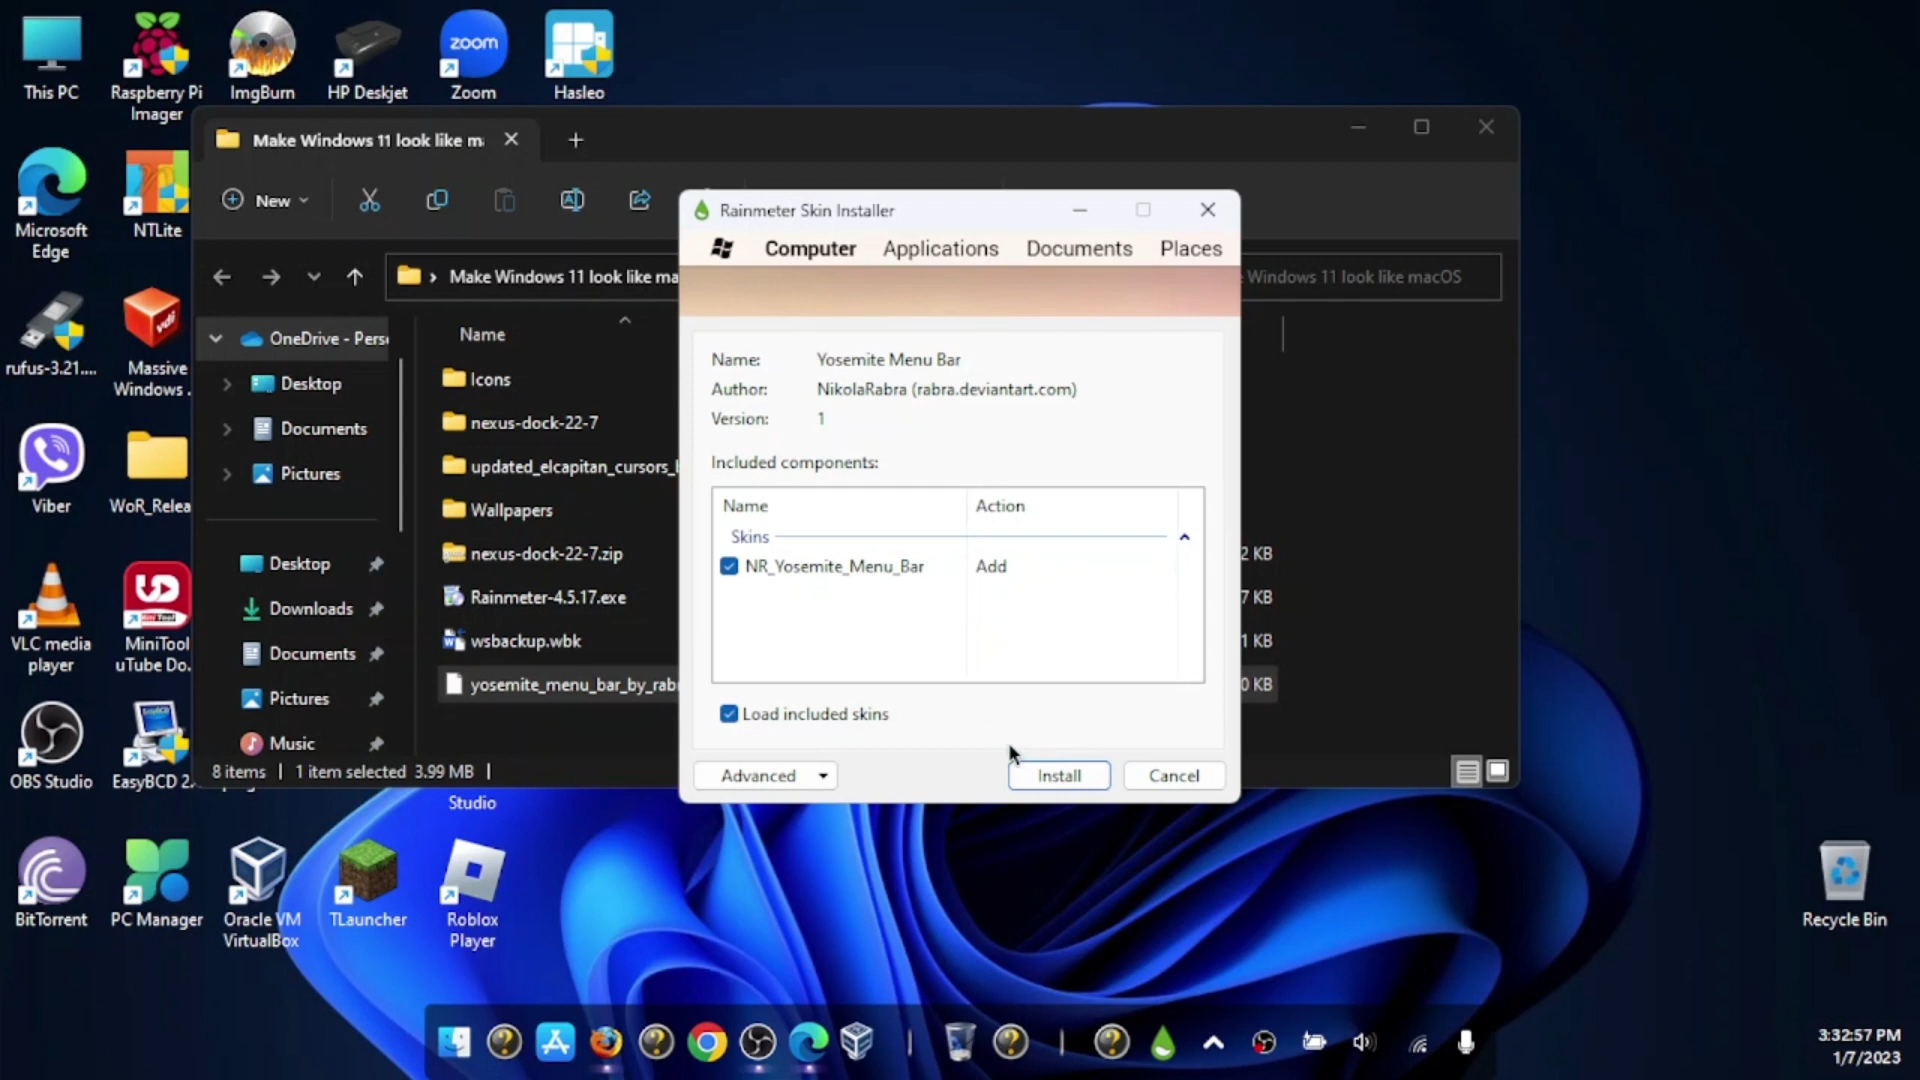 This PC
Raspberry Pi
Imager
ImgBurn
HP Deskjet
zoom
Zoom
Hasleo
Microsoft
Edge
NTLite
rufus-3.21....
Massive
Windows .
Viber
WoR_Relea
VLC media
player
MiniTool
uTube Do..
OBS Studio
EasyBCD 2.
Studio
BitTorrent
PC Manager
Oracle VM
VirtualBox
TLauncher
Roblox
Player
Recycle Bin
Make Windows 11 look like m
New
Make Windows 11 look like ma
Windows 11 look like macOS
OneDrive - Pers
Desktop
Documents
Pictures
Desktop
Downloads
Documents
Pictures
Music
Name
Icons
nexus-dock-22-7
updated_elcapitan_cursors_
Wallpapers
nexus-dock-22-7.zip
2 KB
Rainmeter-4.5.17.exe
7 KB
wsbackup.wbk
1 KB
yosemite_menu_bar_by_rab
0 KB
8 items | 1 item selected 3.99 MB |
Rainmeter Skin Installer
Computer Applications Documents Places
Name: Yosemite Menu Bar
Author: NikolaRabra (rabra.deviantart.com)
Version: 1
Included components:
Name Action
Skins
NR_Yosemite_Menu_Bar Add
Load included skins
Advanced
Install
Cancel
3:32:57 PM
1/7/2023